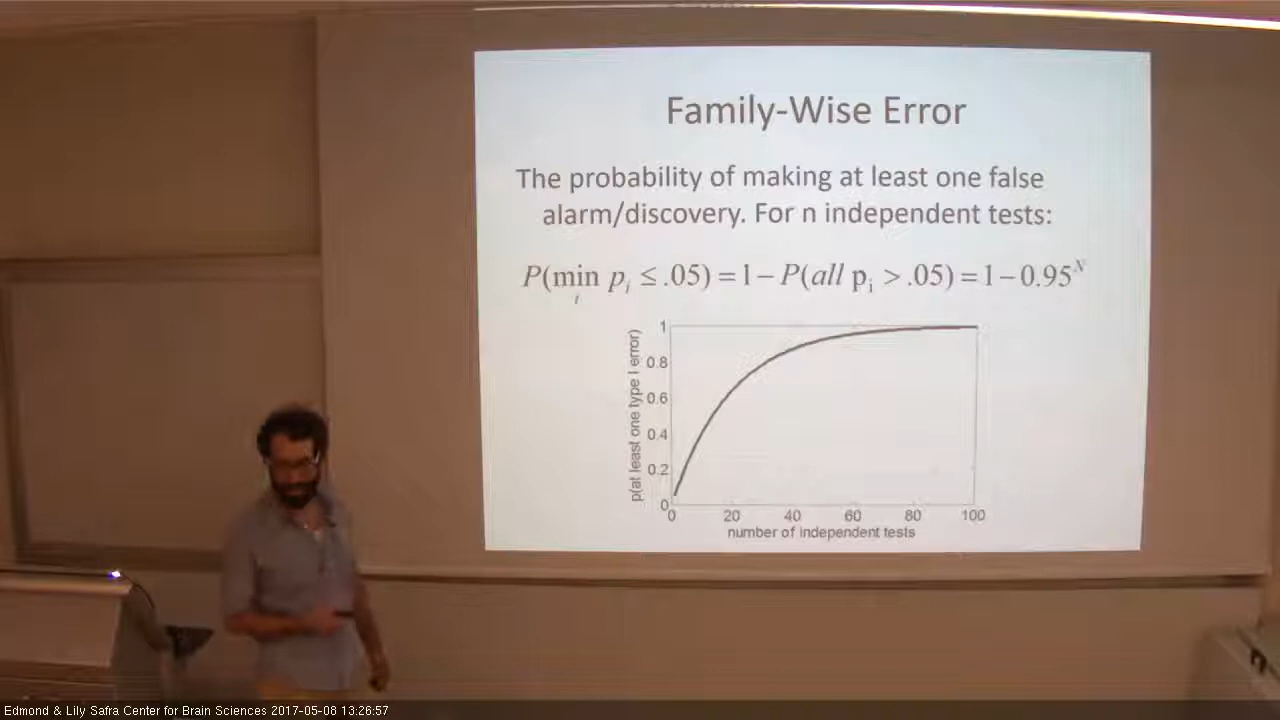 Family-Wise Error
The probability of making at least one false
alarm/discovery. For n independent tests:
P(min p_i ≤ .05) = 1 − P(all p_i > .05) = 1 − 0.95^N
i
p(at least one type I error)
1
0.8
0.6
0.4
0.2
0
0 20 40 60 80 100
number of independent tests
Edmond & Lily Safra Center for Brain Sciences 2017-05-08 13:26:57